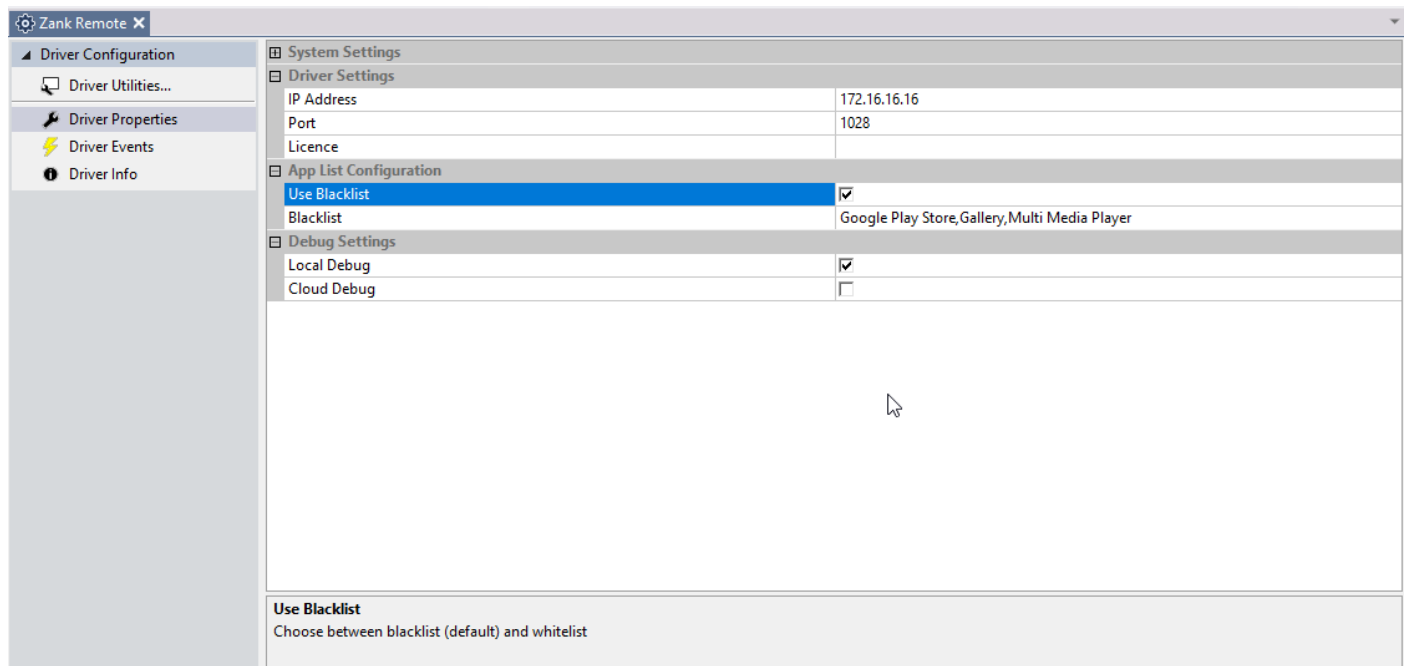 Zank Remote
Driver Configuration
Driver Utilities...
Driver Properties
Driver Events
Driver Info
System Settings
Driver Settings
IP Address 172.16.16.16
Port 1028
Licence
App List Configuration
Use Blacklist
Blacklist Google Play Store,Gallery,Multi Media Player
Debug Settings
Local Debug
Cloud Debug
Use Blacklist
Choose between blacklist (default) and whitelist